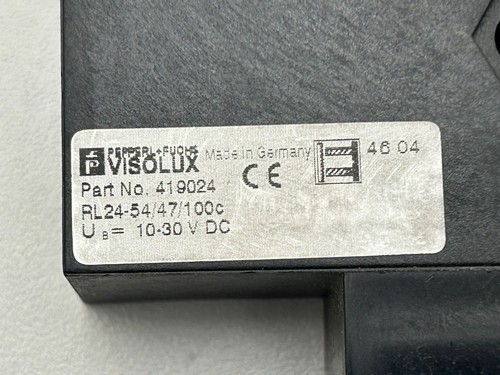 PEPPERL+FUCHS
VISOLUX Made in Germany 46 04
Part No. 419024 CE
RL24-54/47/100c
U B = 10-30 V DC